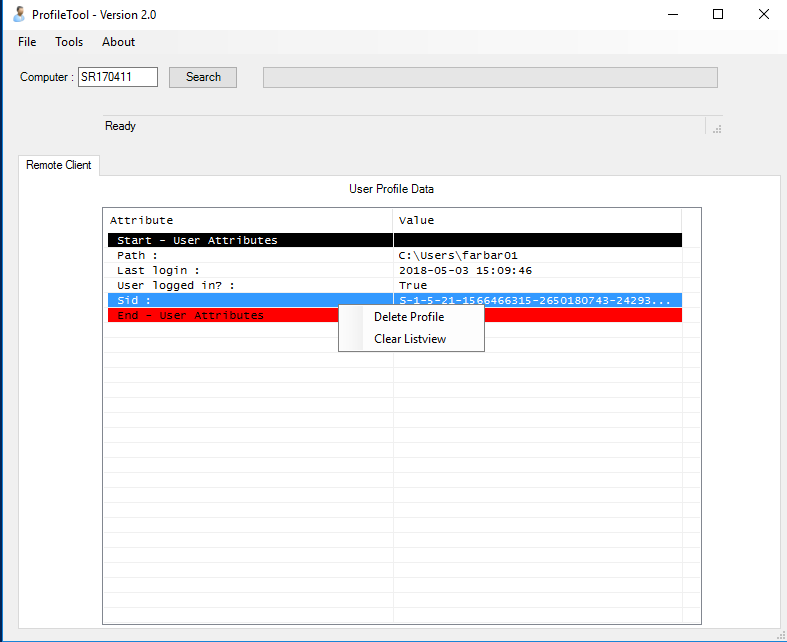 ProfileTool - Version 2.0
File Tools About
Computer : SR170411 Search
Ready
Remote Client
User Profile Data
Attribute Value
Start - User Attributes
Path : C:\Users\farbar01
Last login : 2018-05-03 15:09:46
User logged in? : True
Sid : S-1-5-21-1566466315-2650180743-24293...
End - User Attributes
Delete Profile
Clear Listview